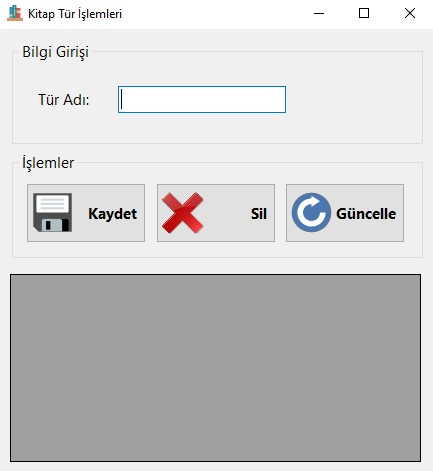 Kitap Tür İşlemleri
Bilgi Girişi
Tür Adı:
İşlemler
Kaydet
Sil
Güncelle